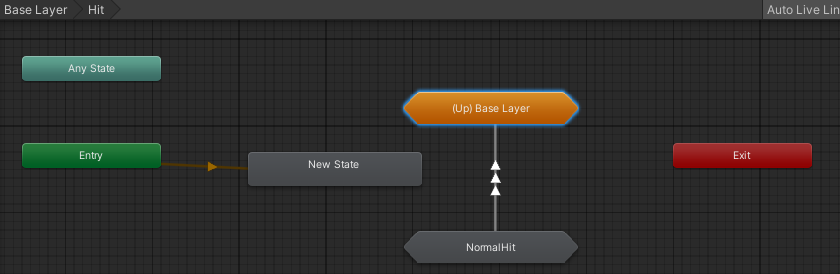 Base Layer
Hit
Auto Live Lin
Any State
(Up) Base Layer
Entry
New State
Exit
NormalHit